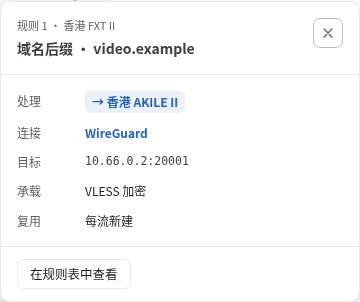 规则 1 · 香港 FXT II
域名后缀 · video.example
处理 → 香港 AKILE II
连接 WireGuard
目标 10.66.0.2:20001
承载 VLESS 加密
复用 每流新建
在规则表中查看